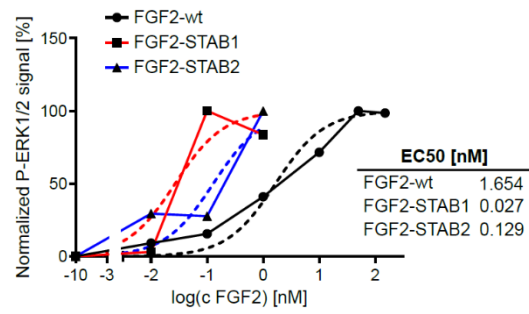 FGF2-wt
FGF2-STAB1
FGF2-STAB2
Normalized P-ERK1/2 signal [%]
150
100
50
0
-10 -3 -2 -1 0 1 2
log(c FGF2) [nM]
EC50 [nM]
FGF2-wt 1.654
FGF2-STAB1 0.027
FGF2-STAB2 0.129